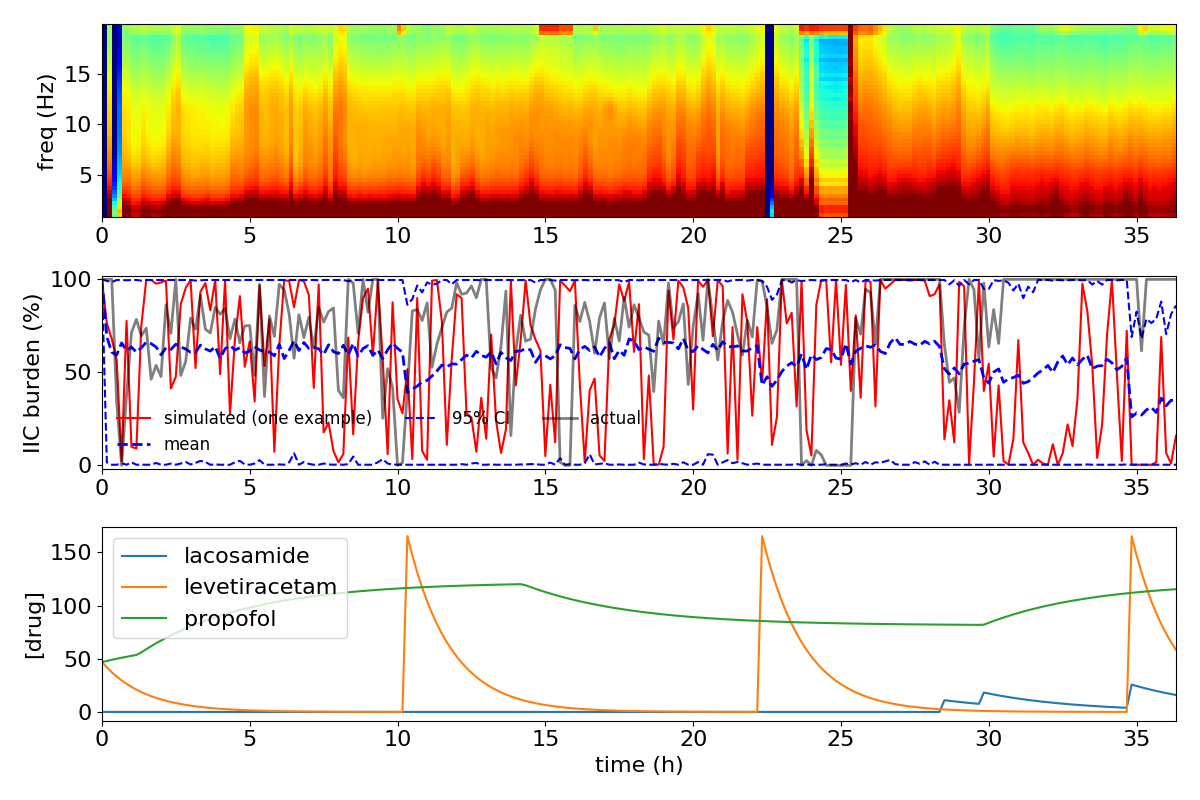 freq (Hz)
15
10
5
0 5 10 15 20 25 30 35
IIC burden (%)
100
50
0
simulated (one example) 95% CI actual
mean
0 5 10 15 20 25 30 35
[drug]
150
100
50
0
lacosamide
levetiracetam
propofol
0 5 10 15 20 25 30 35
time (h)